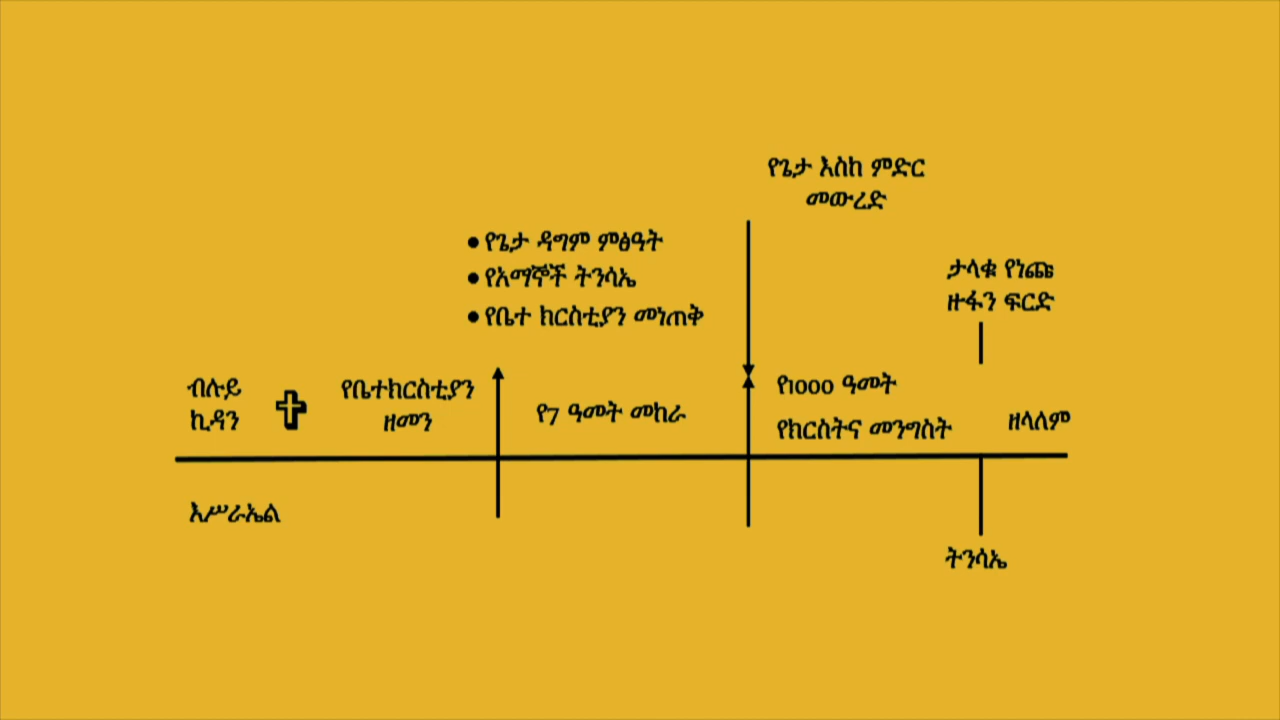 የጌታ እስከ ምድር
መውረድ
• የጌታ ዳግም ምፅዓት
• የአማኞች ትንሳኤ
• የቤተ ክርስቲያን መነጠቅ
ታላቁ የነጩ
ዙፋን ፍርድ
ብሉይ
ኪዳን
የቤተክርስቲያን
ዘመን
የ7 ዓመት መከራ
የ1000 ዓመት
የክርስትና መንግስት
ዘላለም
እሥራኤል
ትንሳኤ